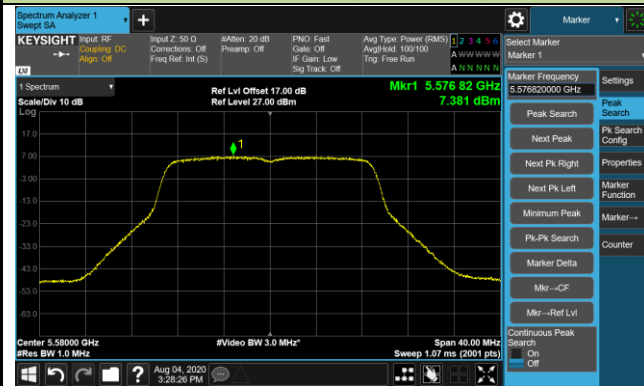 Spectrum Analyzer 1
Swept SA
+
KEYSIGHT
Input: RF
Coupling: DC
Align: Off
Input Z: 50 Ω
Corrections: Off
Freq Ref: Int (S)
#Atten: 20 dB
Preamp: Off
PNO: Fast
Gate: Off
IF Gain: Low
Sig Track: Off
Avg Type: Power (RMS)
Avg|Hold: 100/100
Trig: Free Run
1 2 3 4 5 6
A W W W W W
A N N N N N
LXI
1 Spectrum
Scale/Div 10 dB
Log
Ref Lvl Offset 17.00 dB
Ref Level 27.00 dBm
Mkr1 5.576 82 GHz
7.381 dBm
17.0
7.00
-3.00
-13.0
-23.0
-33.0
-43.0
-53.0
-63.0
1
Center 5.58000 GHz
#Res BW 1.0 MHz
#Video BW 3.0 MHz*
Span 40.00 MHz
Sweep 1.07 ms (2001 pts)
Aug 04, 2020
3:28:26 PM
?
Marker
Select Marker
Marker 1
Marker Frequency
5.576820000 GHz
Peak Search
Next Peak
Next Pk Right
Next Pk Left
Minimum Peak
Pk-Pk Search
Marker Delta
Mkr→CF
Mkr→Ref Lvl
Continuous Peak
Search
On
Off
Settings
Peak
Search
Pk Search
Config
Properties
Marker
Function
Marker→
Counter